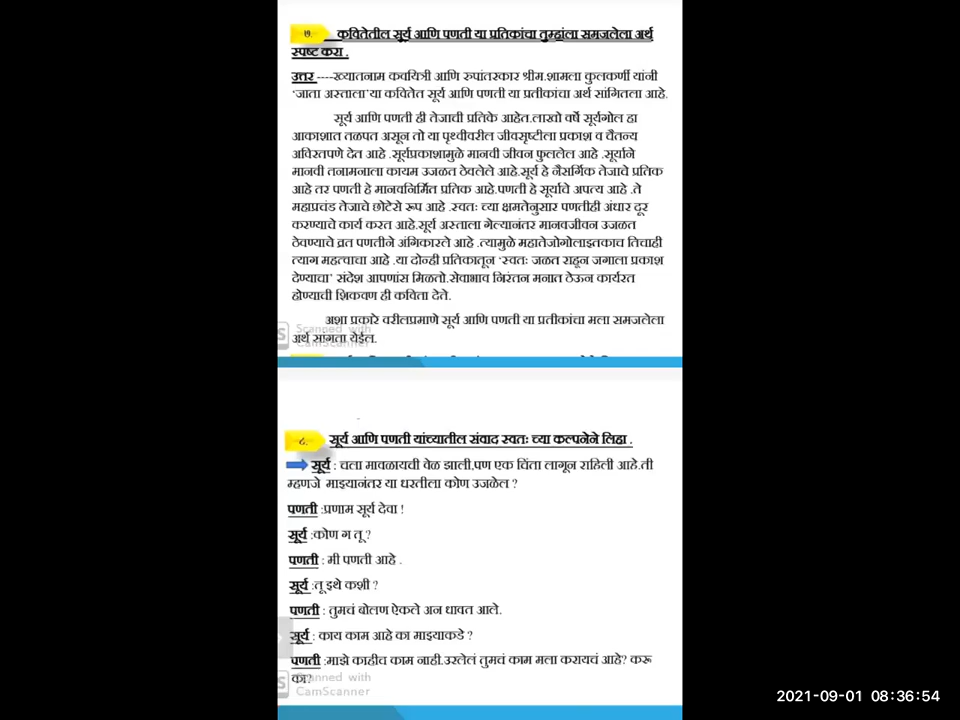 ७. कवितेतील सूर्य आणि पणती या प्रतिकांचा तुम्हांला समजलेला अर्थ
स्पष्ट करा .
उत्तर ----ख्यातनाम कवयित्री आणि रुपांतरकार श्रीम.शामला कुलकर्णी यांनी
'जाता अस्ताला'या कवितेत सूर्य आणि पणती या प्रतीकांचा अर्थ सांगितला आहे.
सूर्य आणि पणती ही तेजाची प्रतिके आहेत.लाखो वर्षे सूर्यगोल हा
आकाशात तळपत असून तो या पृथ्वीवरील जीवसृष्टीला प्रकाश व चैतन्य
अविरतपणे देत आहे .सूर्यप्रकाशामुळे मानवी जीवन फुललेल आहे .सूर्याने
मानवी तनामनाला कायम उजळत ठेवलेले आहे.सूर्य हे नैसर्गिक तेजाचे प्रतिक
आहे तर पणती हे मानवनिर्मित प्रतिक आहे.पणती हे सूर्याचे अपत्य आहे .ते
महाप्रचंड तेजाचे छोटेसे रूप आहे .स्वतः च्या क्षमतेनुसार पणतीही अंधार दूर
करण्याचे कार्य करत आहे.सूर्य अस्ताला गेल्यानंतर मानवजीवन उजळत
ठेवण्याचे व्रत पणतीने अंगिकारले आहे .त्यामुळे महातेजोगोलाइतकाच तिचाही
त्याग महत्वाचा आहे .या दोन्ही प्रतिकातून 'स्वतः जळत राहून जगाला प्रकाश
देण्याचा' संदेश आपणांस मिळतो.सेवाभाव निरंतन मनात ठेऊन कार्यरत
होण्याची शिकवण ही कविता देते.
अशा प्रकारे वरीलप्रमाणे सूर्य आणि पणती या प्रतीकांचा मला समजलेला
अर्थ सांगता येईल.
Scanned with
CamScanner
८. सूर्य आणि पणती यांच्यातील संवाद स्वतः च्या कल्पनेने लिहा .
सूर्य : चला मावळायची वेळ झाली.पण एक चिंता लागून राहिली आहे.ती
म्हणजे माझ्यानंतर या धरतीला कोण उजळेल ?
पणती :प्रणाम सूर्य देवा !
सूर्य :कोण ग तू ?
पणती : मी पणती आहे .
सूर्य :तू इथे कशी ?
पणती : तुमचं बोलण ऐकले अन धावत आले.
सूर्य : काय काम आहे का माझ्याकडे ?
पणती :माझे काहीच काम नाही.उरलेलं तुमचं काम मला करायचं आहे? करू
का?
Scanned with
CamScanner
2021-09-01 08:36:54